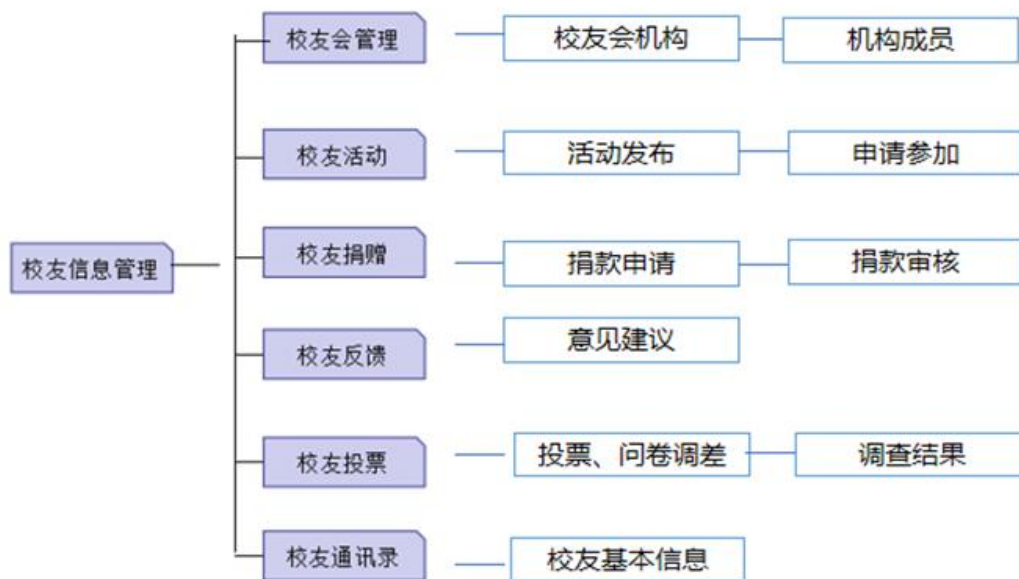 校友会管理
校友会机构
机构成员
校友活动
活动发布
申请参加
校友信息管理
校友捐赠
捐款申请
捐款审核
校友反馈
意见建议
校友投票
投票、问卷调差
调查结果
校友通讯录
校友基本信息